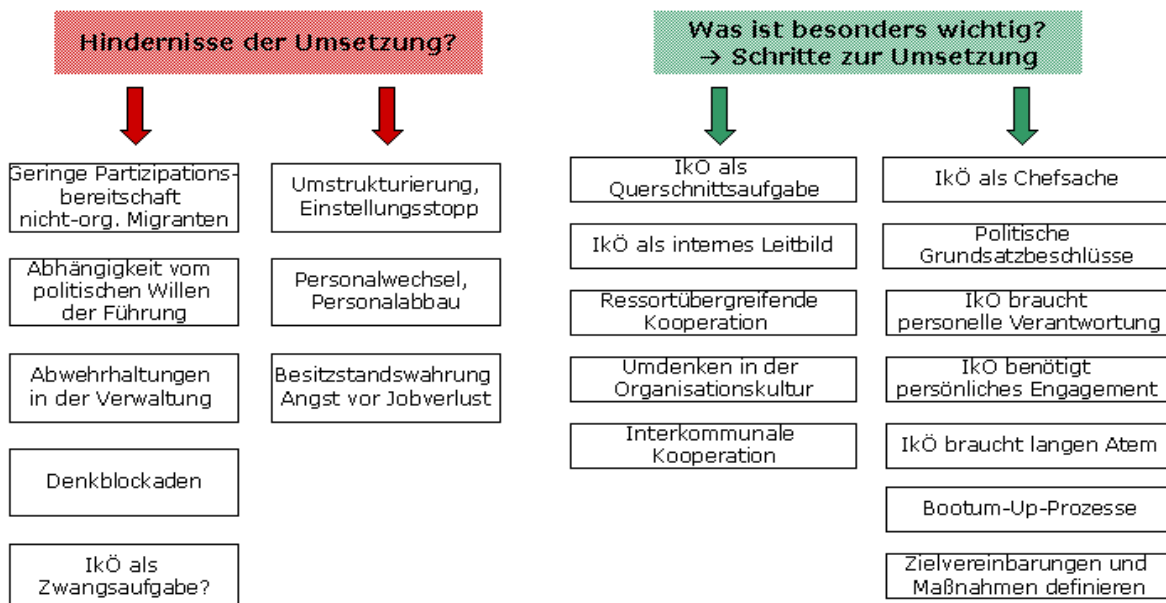 Hindernisse der Umsetzung?
Geringe Partizipations-
bereitschaft
nicht-org. Migranten
Abhängigkeit vom
politischen Willen
der Führung
Abwehrhaltungen
in der Verwaltung
Denkblockaden
IkÖ als
Zwangsaufgabe?
Umstrukturierung,
Einstellungsstopp
Personalwechsel,
Personalabbau
Besitzstandswahrung
Angst vor Jobverlust
Was ist besonders wichtig?
→ Schritte zur Umsetzung
IkÖ als
Querschnittsaufgabe
IkÖ als internes Leitbild
Ressortübergreifende
Kooperation
Umdenken in der
Organisationskultur
Interkommunale
Kooperation
IkÖ als Chefsache
Politische
Grundsatzbeschlüsse
IkÖ braucht
personelle Verantwortung
IkÖ benötigt
persönliches Engagement
IkÖ braucht langen Atem
Bootum-Up-Prozesse
Zielvereinbarungen und
Maßnahmen definieren